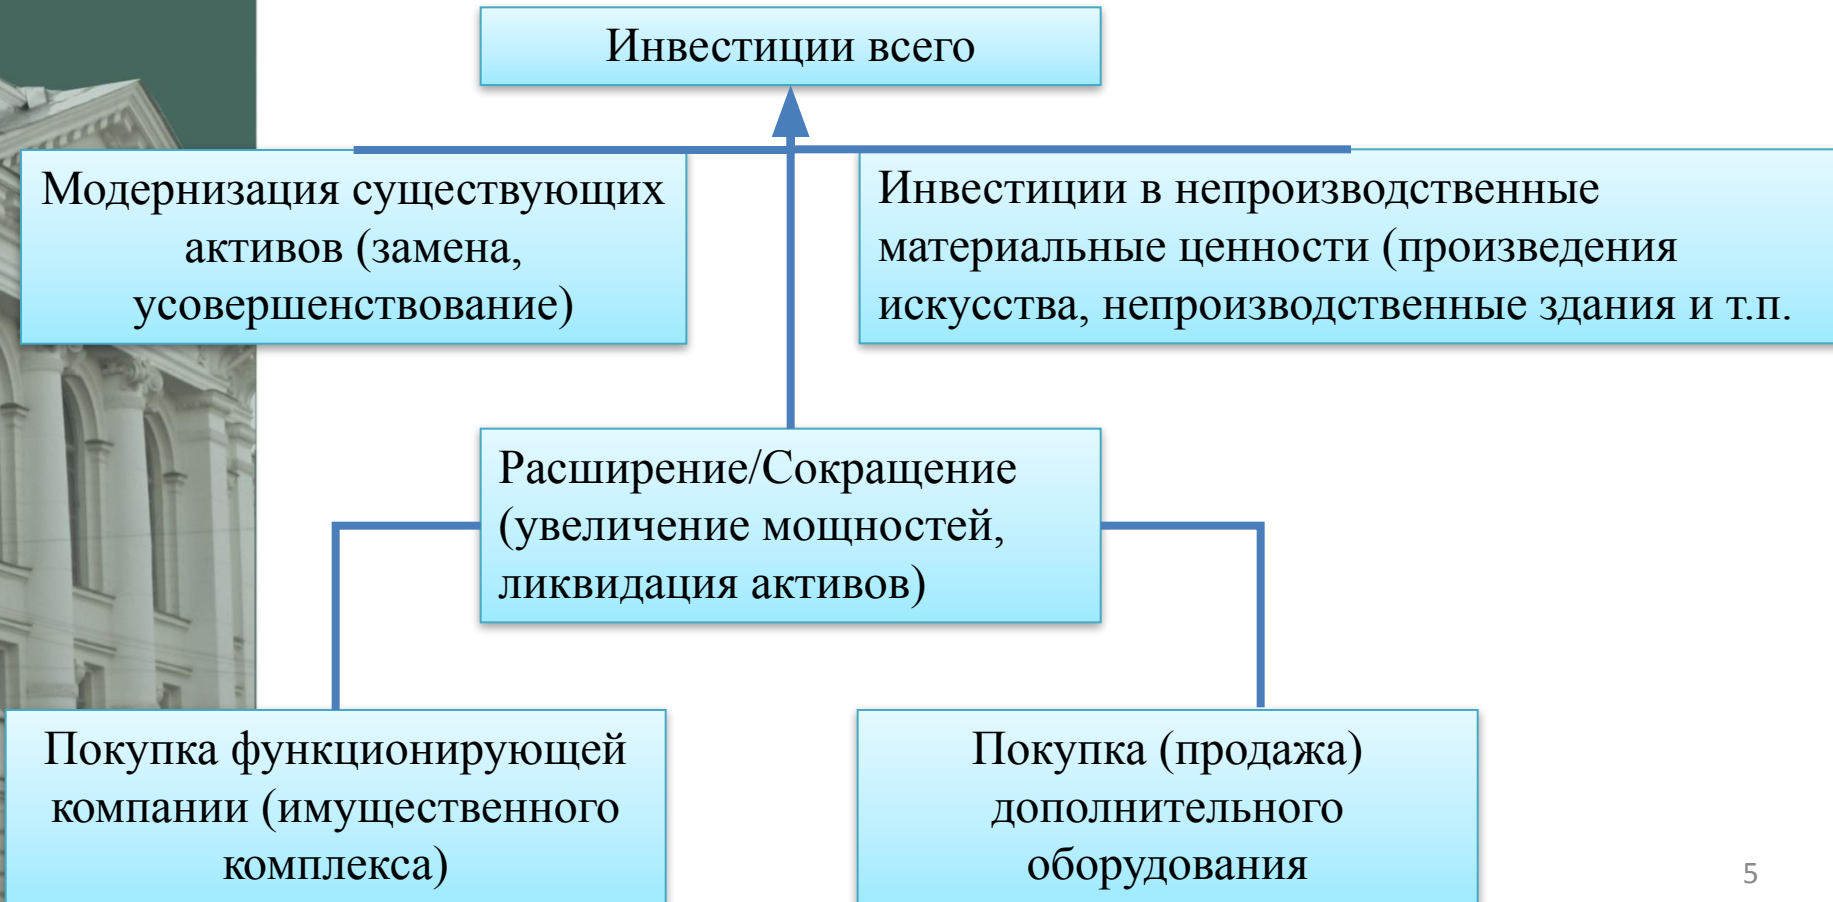 Инвестиции всего
Модернизация существующих
активов (замена,
усовершенствование)
Инвестиции в непроизводственные
материальные ценности (произведения
искусства, непроизводственные здания и т.п.
Расширение/Сокращение
(увеличение мощностей,
ликвидация активов)
Покупка функционирующей
компании (имущественного
комплекса)
Покупка (продажа)
дополнительного
оборудования
5